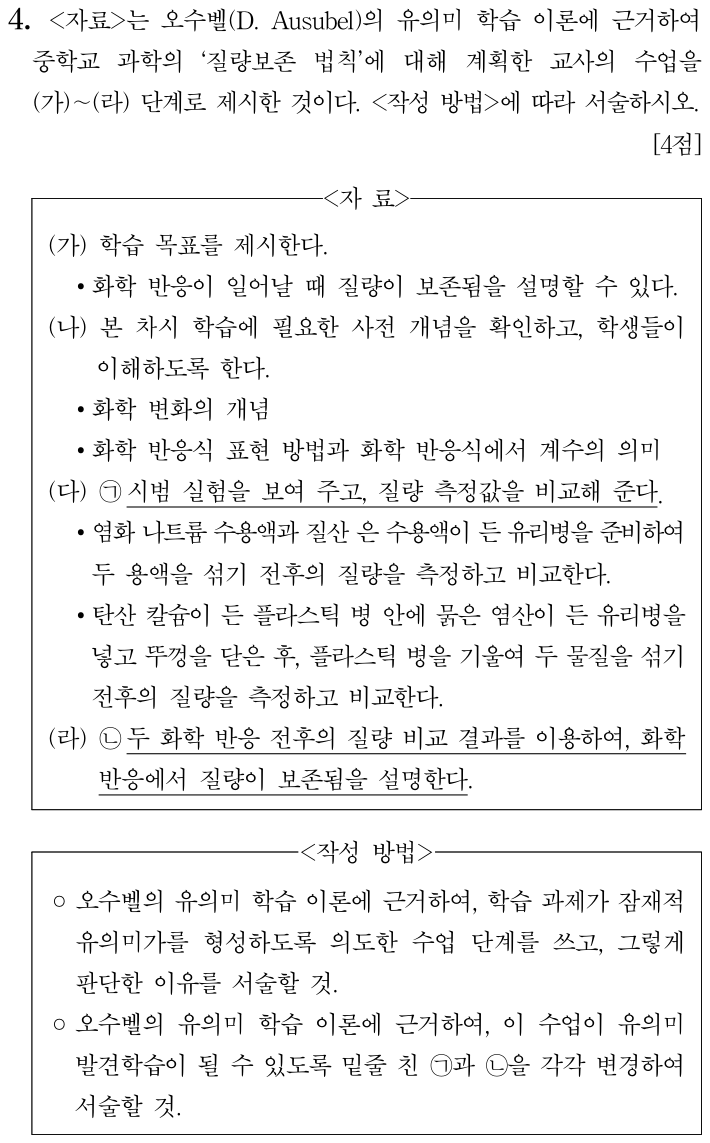 4. <자료>는 오수벨(D. Ausubel)의 유의미 학습 이론에 근거하여
중학교 과학의 ‘질량보존 법칙’에 대해 계획한 교사의 수업을
(가)~(라) 단계로 제시한 것이다. <작성 방법>에 따라 서술하시오.
[4점]
<자 료>
(가) 학습 목표를 제시한다.
• 화학 반응이 일어날 때 질량이 보존됨을 설명할 수 있다.
(나) 본 차시 학습에 필요한 사전 개념을 확인하고, 학생들이
이해하도록 한다.
• 화학 변화의 개념
• 화학 반응식 표현 방법과 화학 반응식에서 계수의 의미
(다) ㉠ 시범 실험을 보여 주고, 질량 측정값을 비교해 준다.
• 염화 나트륨 수용액과 질산 은 수용액이 든 유리병을 준비하여
두 용액을 섞기 전후의 질량을 측정하고 비교한다.
• 탄산 칼슘이 든 플라스틱 병 안에 묽은 염산이 든 유리병을
넣고 뚜껑을 닫은 후, 플라스틱 병을 기울여 두 물질을 섞기
전후의 질량을 측정하고 비교한다.
(라) ㉡ 두 화학 반응 전후의 질량 비교 결과를 이용하여, 화학
반응에서 질량이 보존됨을 설명한다.
<작성 방법>
○ 오수벨의 유의미 학습 이론에 근거하여, 학습 과제가 잠재적
유의미가를 형성하도록 의도한 수업 단계를 쓰고, 그렇게
판단한 이유를 서술할 것.
○ 오수벨의 유의미 학습 이론에 근거하여, 이 수업이 유의미
발견학습이 될 수 있도록 밑줄 친 ㉠과 ㉡을 각각 변경하여
서술할 것.